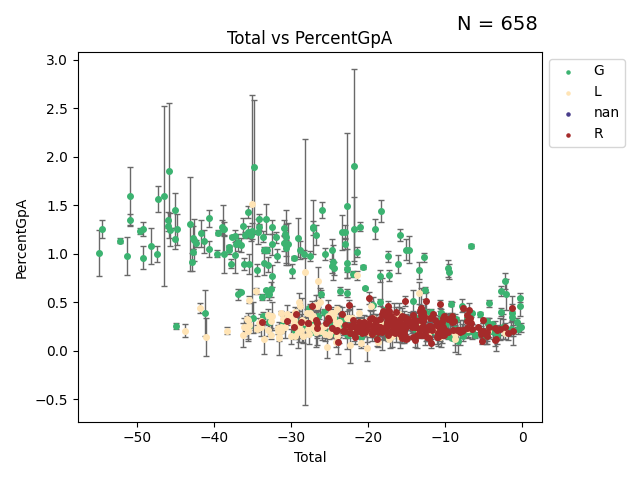 N = 658
Total vs PercentGpA
G
L
nan
R
PercentGpA
3.0
2.5
2.0
1.5
1.0
0.5
0.0
−0.5
−50 −40 −30 −20 −10 0
Total